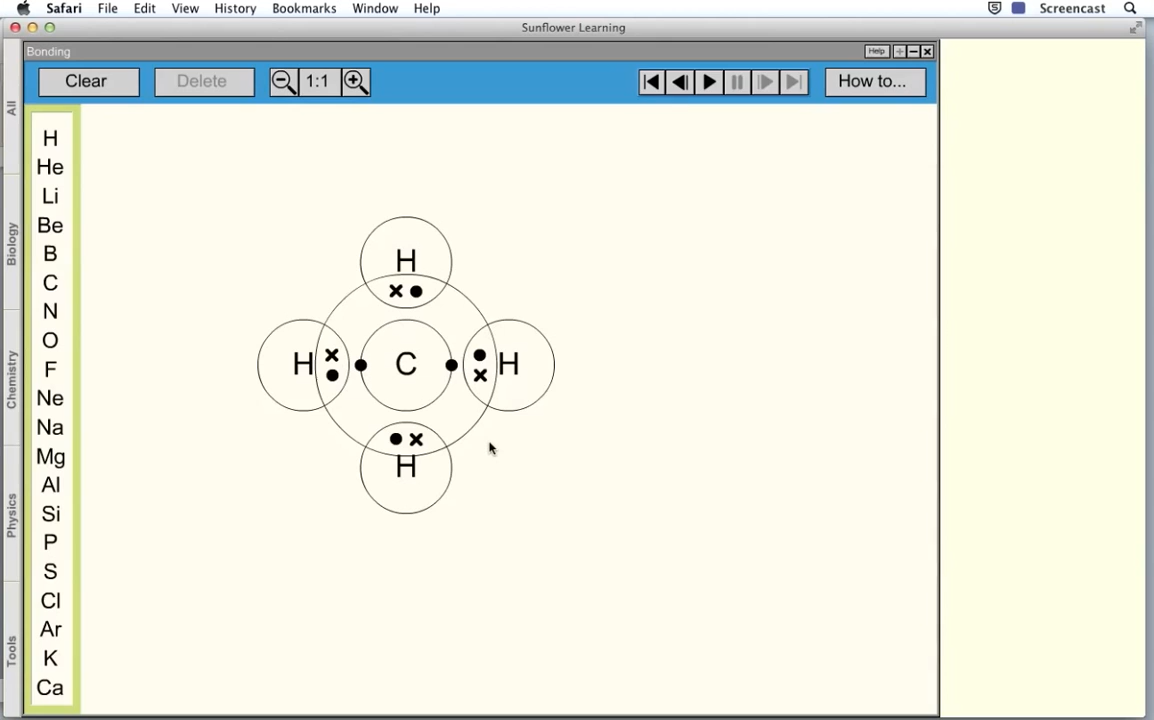 Safari File Edit View History Bookmarks Window Help Screencast
Sunflower Learning
Bonding Help
Clear Delete 1:1 How to...
All
Biology
Chemistry
Physics
Tools
H
He
Li
Be
B
C
N
O
F
Ne
Na
Mg
Al
Si
P
S
Cl
Ar
K
Ca
H
H C H
H